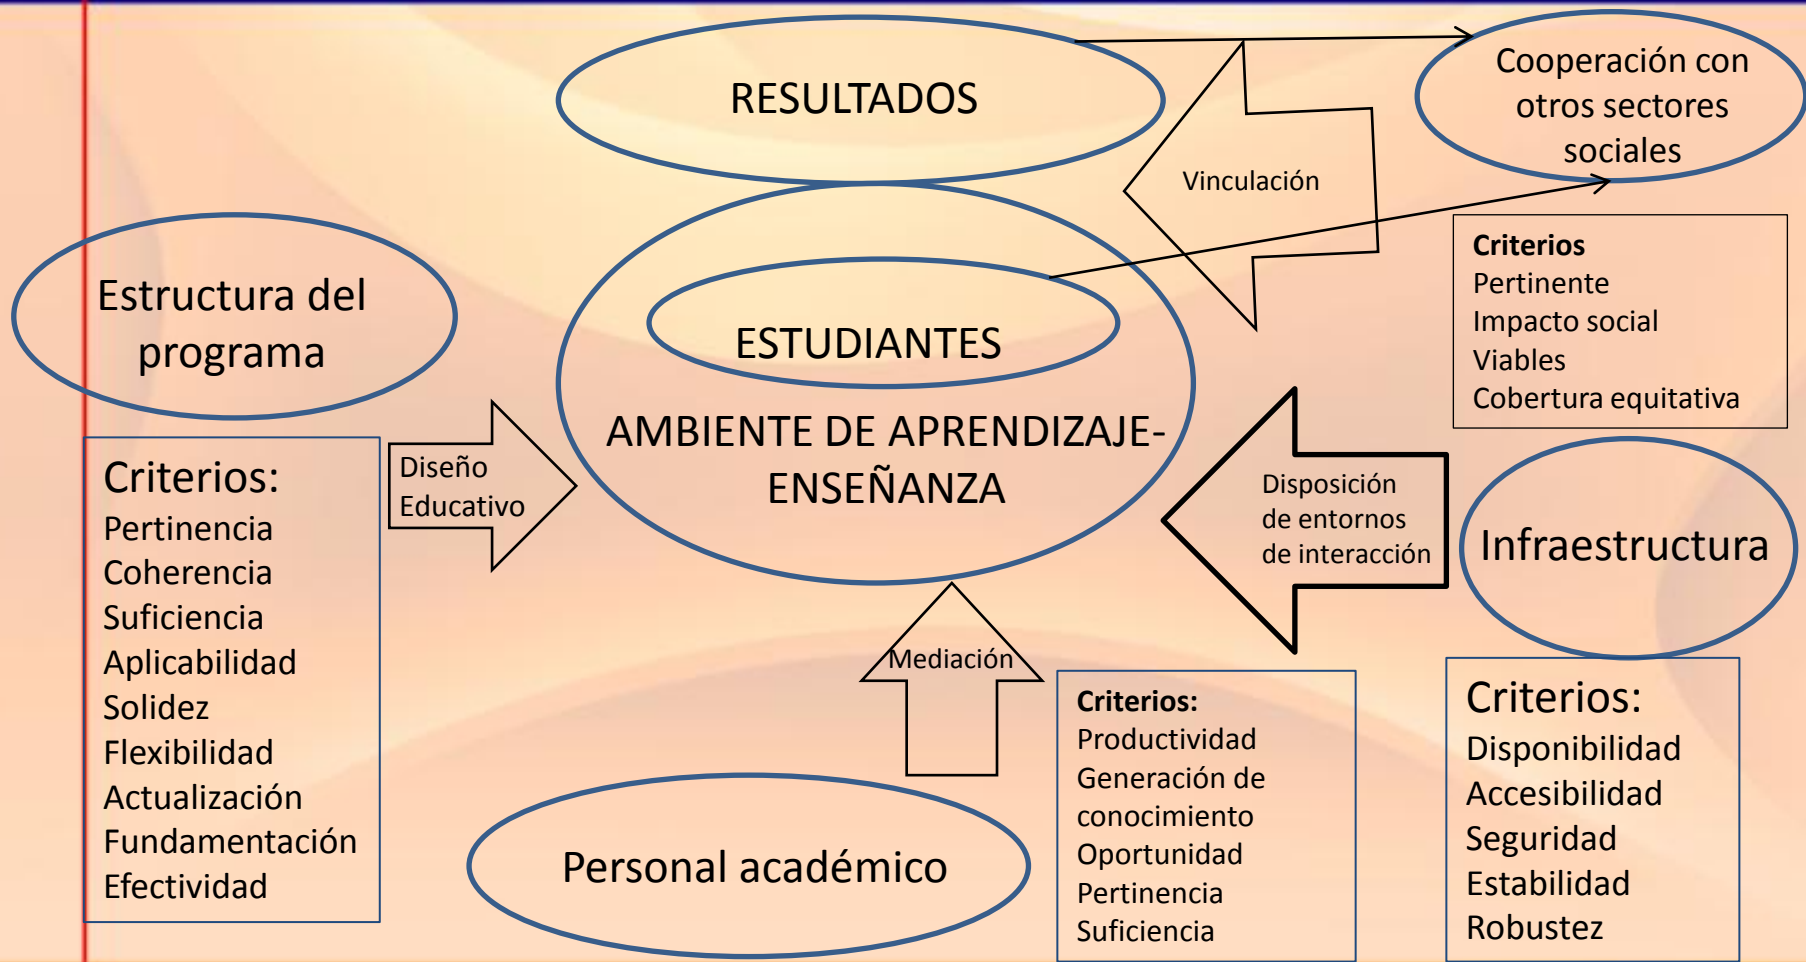 RESULTADOS
Cooperación con
otros sectores
sociales
Vinculación
Criterios
Pertinente
Impacto social
Viables
Cobertura equitativa
Estructura del
programa
ESTUDIANTES
AMBIENTE DE APRENDIZAJE-
ENSEÑANZA
Criterios:
Pertinencia
Coherencia
Suficiencia
Aplicabilidad
Solidez
Flexibilidad
Actualización
Fundamentación
Efectividad
Diseño
Educativo
Disposición
de entornos
de interacción
Infraestructura
Mediación
Personal académico
Criterios:
Productividad
Generación de
conocimiento
Oportunidad
Pertinencia
Suficiencia
Criterios:
Disponibilidad
Accesibilidad
Seguridad
Estabilidad
Robustez